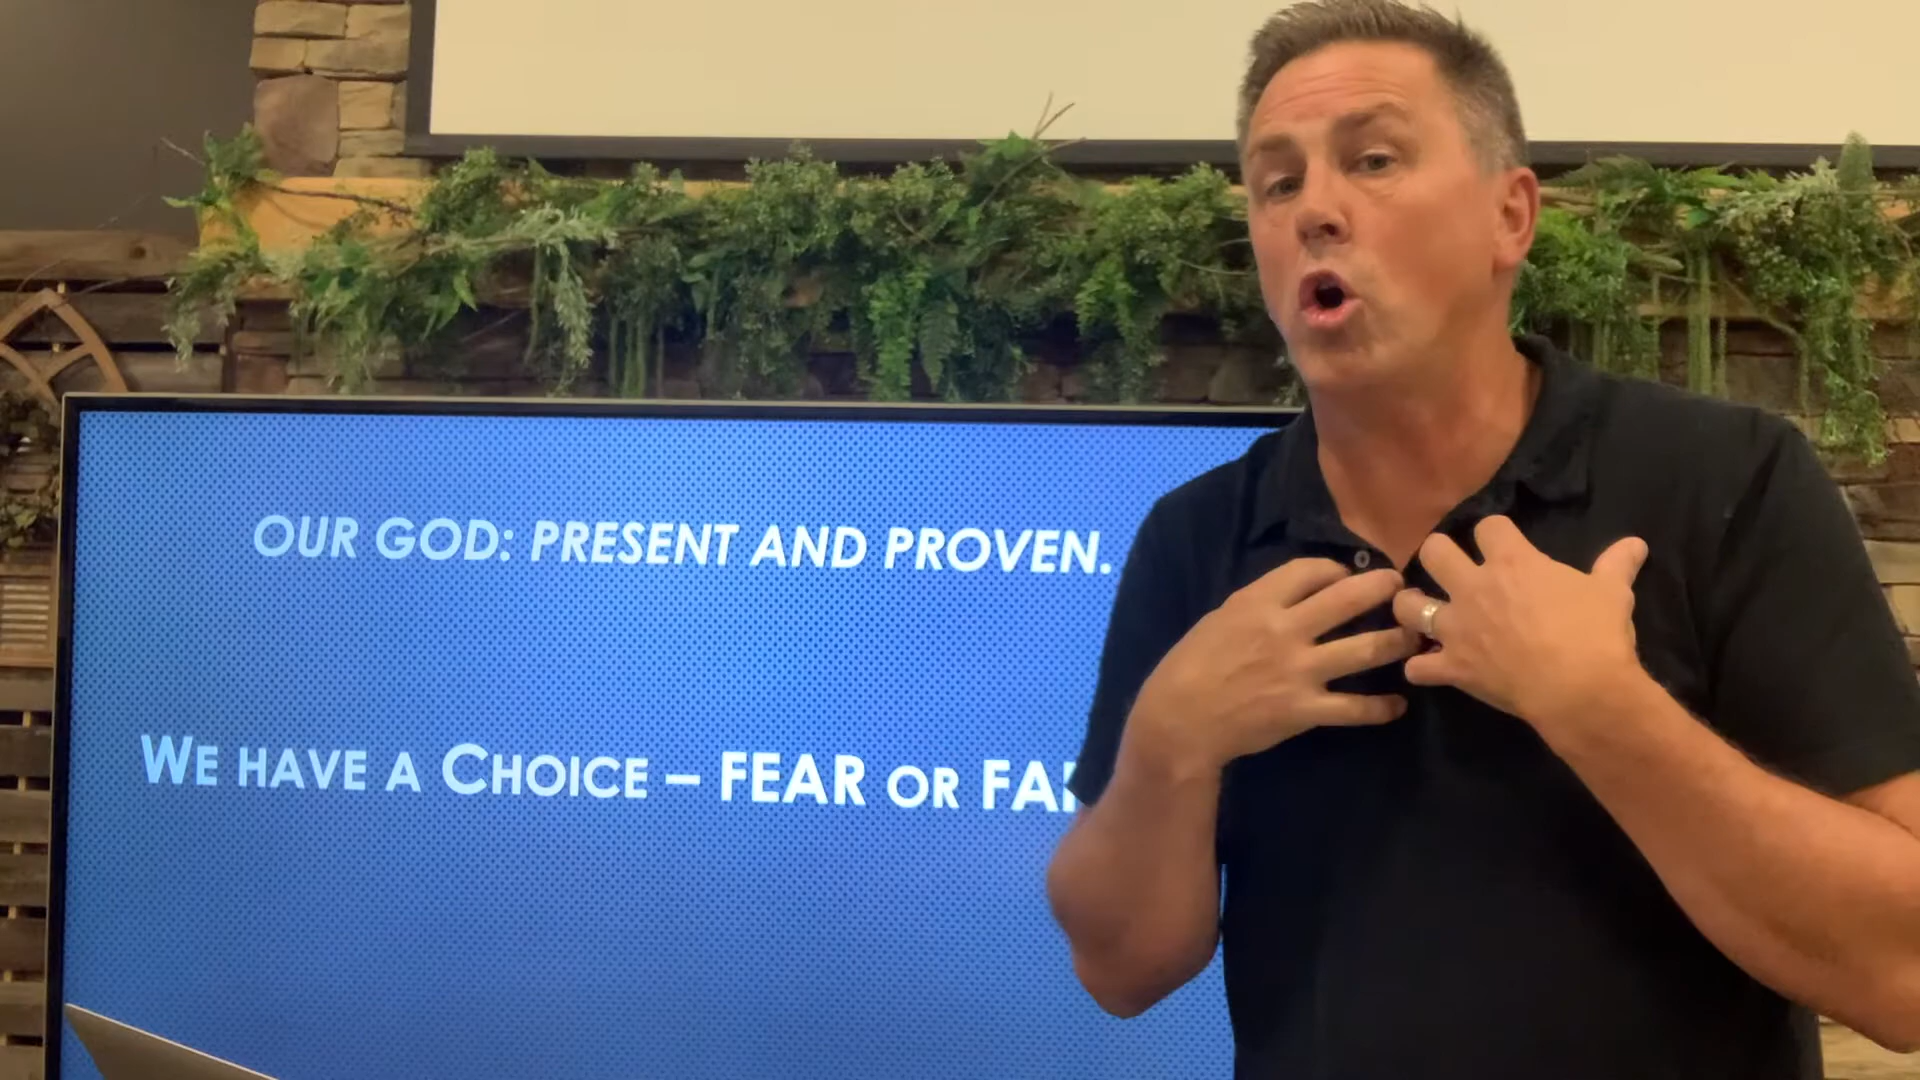 OUR GOD: PRESENT AND PROVEN.
WE HAVE A CHOICE – FEAR OR